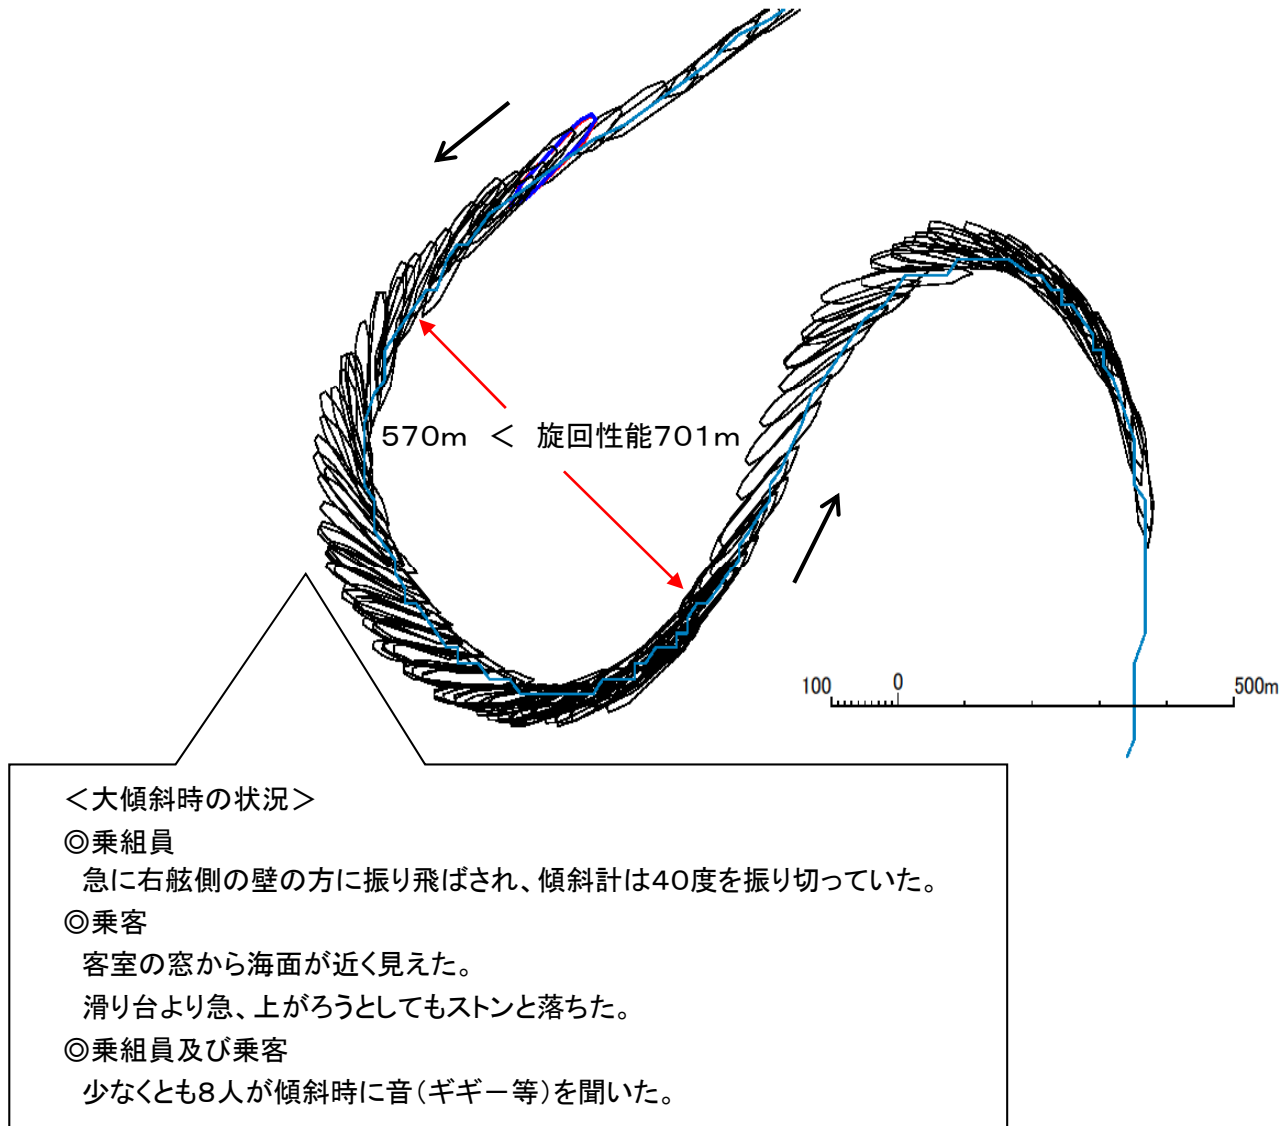 570m ＜ 旋回性能701m
100 0 500m
＜大傾斜時の状況＞
◎乗組員
急に右舷側の壁の方に振り飛ばされ、傾斜計は40度を振り切っていた。
◎乗客
客室の窓から海面が近く見えた。
滑り台より急、上がろうとしてもストンと落ちた。
◎乗組員及び乗客
少なくとも8人が傾斜時に音（ギギー等）を聞いた。